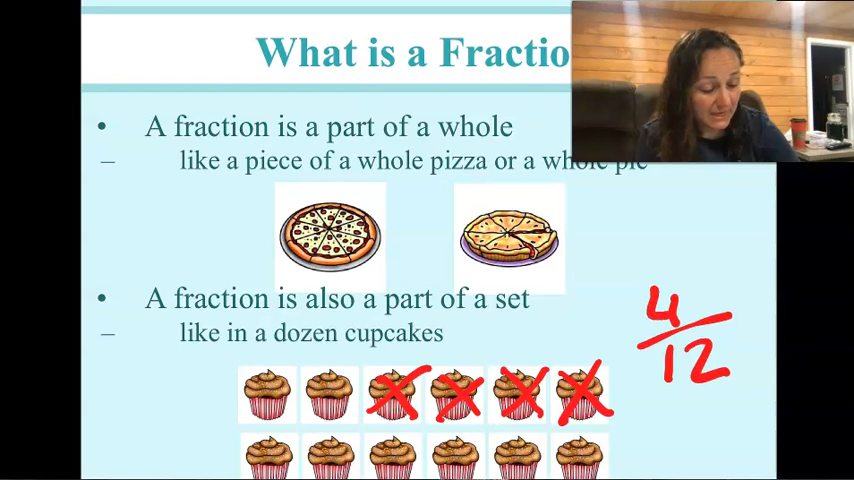 What is a Fractio
• A fraction is a part of a whole
– like a piece of a whole pizza or a whole pie
• A fraction is also a part of a set
– like in a dozen cupcakes
4
12